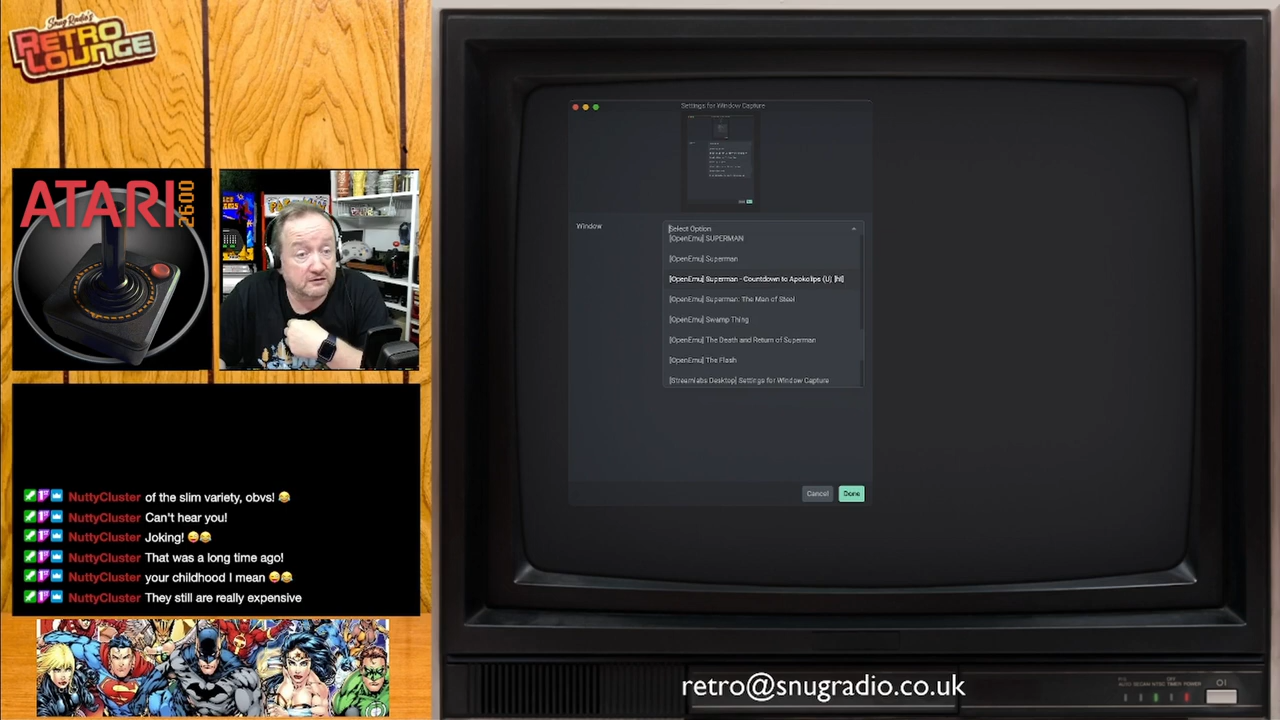 Snug Radio's
RETRO
LOUNGE
ATARI
2600
PAC-MAN
NuttyCluster of the slim variety, obvs! 😂
NuttyCluster Can't hear you!
NuttyCluster Joking! 😜😂
NuttyCluster That was a long time ago!
NuttyCluster your childhood I mean 😜😂
NuttyCluster They still are really expensive
Settings for Window Capture
Window
Select Option
[OpenEmu] SUPERMAN
[OpenEmu] Superman
[OpenEmu] Superman - Countdown to Apokolips (U) [h1]
[OpenEmu] Superman: The Man of Steel
[OpenEmu] Swamp Thing
[OpenEmu] The Death and Return of Superman
[OpenEmu] The Flash
[Streamlabs Desktop] Settings for Window Capture
Cancel
Done
retro@snugradio.co.uk